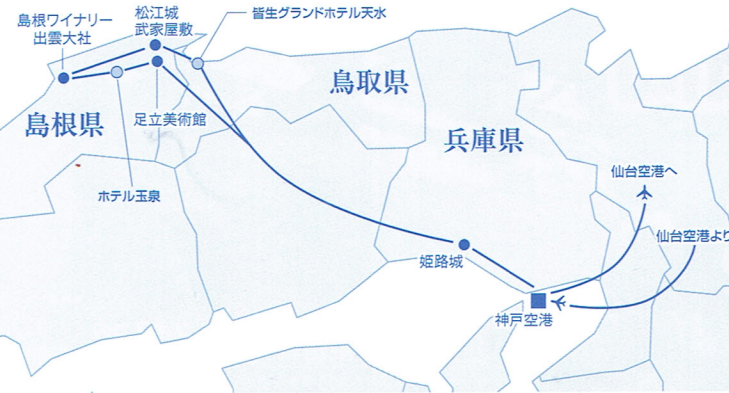 島根ワイナリー
出雲大社
松江城
武家屋敷
皆生グランドホテル天水
鳥取県
島根県
足立美術館
兵庫県
ホテル玉泉
仙台空港へ
仙台空港より
姫路城
神戸空港